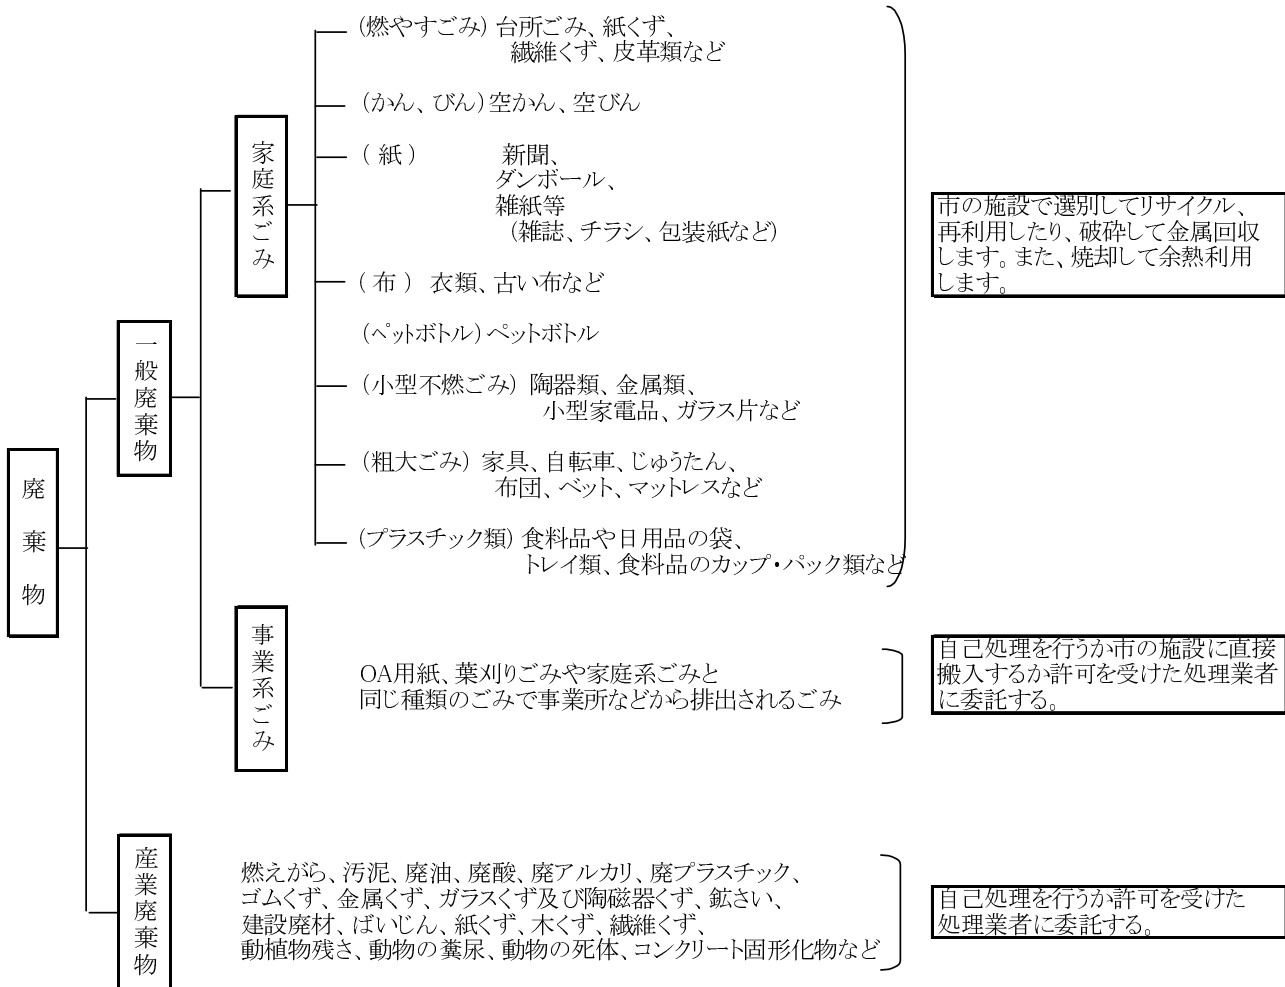 廃棄物
一般廃棄物
家庭系ごみ
(燃やすごみ) 台所ごみ、紙くず、
繊維くず、皮革類など
(かん、びん) 空かん、空びん
( 紙 ) 新聞、
ダンボール、
雑紙等
(雑誌、チラシ、包装紙など)
( 布 ) 衣類、古い布など
(ペットボトル) ペットボトル
(小型不燃ごみ) 陶器類、金属類、
小型家電品、ガラス片など
(粗大ごみ) 家具、自転車、じゅうたん、
布団、ベット、マットレスなど
(プラスチック類) 食料品や日用品の袋、
トレイ類、食料品のカップ・パック類など
市の施設で選別してリサイクル、
再利用したり、破砕して金属回収
します。また、焼却して余熱利用
します。
事業系ごみ
OA用紙、葉刈りごみや家庭系ごみと
同じ種類のごみで事業所などから排出されるごみ
自己処理を行うか市の施設に直接
搬入するか許可を受けた処理業者
に委託する。
産業廃棄物
燃えがら、汚泥、廃油、廃酸、廃アルカリ、廃プラスチック、
ゴムくず、金属くず、ガラスくず及び陶磁器くず、鉱さい、
建設廃材、ばいじん、紙くず、木くず、繊維くず、
動植物残さ、動物の糞尿、動物の死体、コンクリート固形化物など
自己処理を行うか許可を受けた
処理業者に委託する。